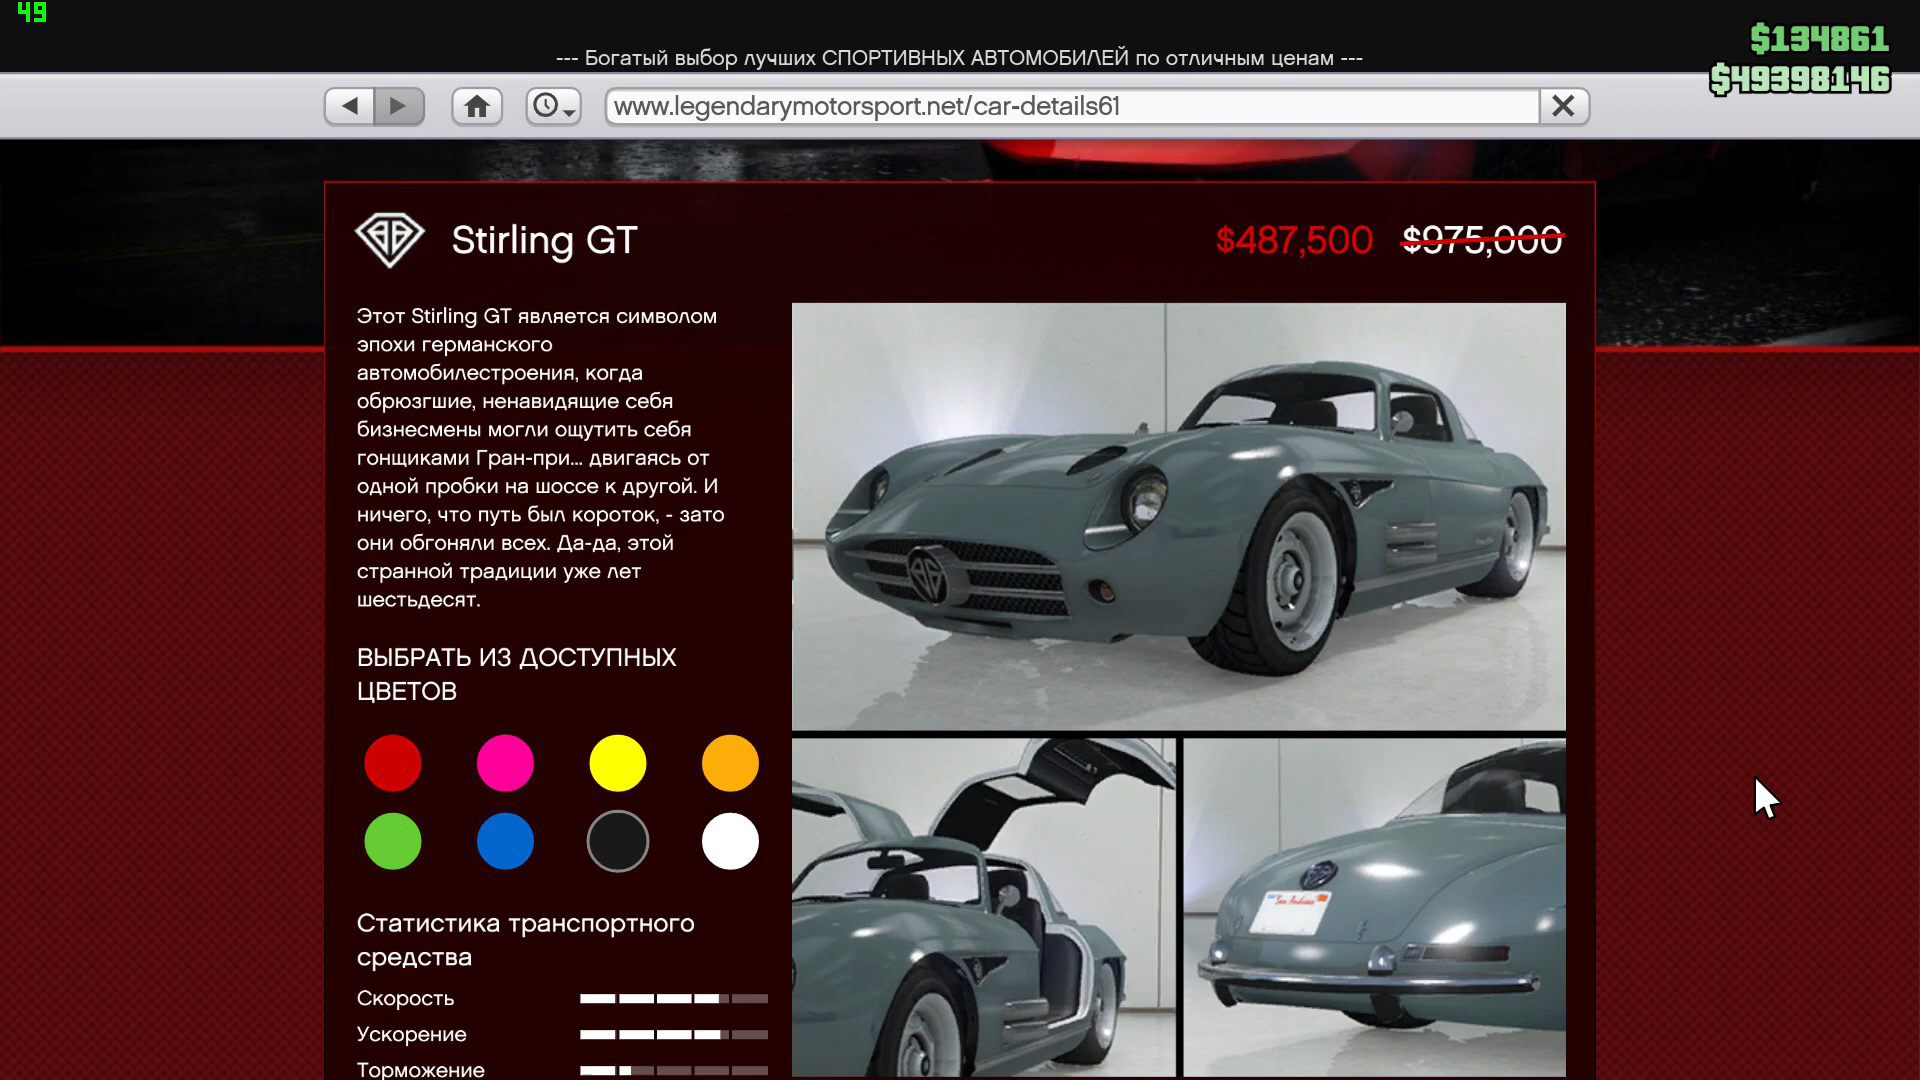 49
$134861
--- Богатый выбор лучших СПОРТИВНЫХ АВТОМОБИЛЕЙ по отличным ценам ---
$49398146
www.legendarymotorsport.net/car-details61
Stirling GT
$487,500 $975,000
Этот Stirling GT является символом
эпохи германского
автомобилестроения, когда
обрюзгшие, ненавидящие себя
бизнесмены могли ощутить себя
гонщиками Гран-при... двигаясь от
одной пробки на шоссе к другой. И
ничего, что путь был короток, - зато
они обгоняли всех. Да-да, этой
странной традиции уже лет
шестьдесят.
ВЫБРАТЬ ИЗ ДОСТУПНЫХ
ЦВЕТОВ
Статистика транспортного
средства
Скорость
Ускорение
Торможение
San Andreas